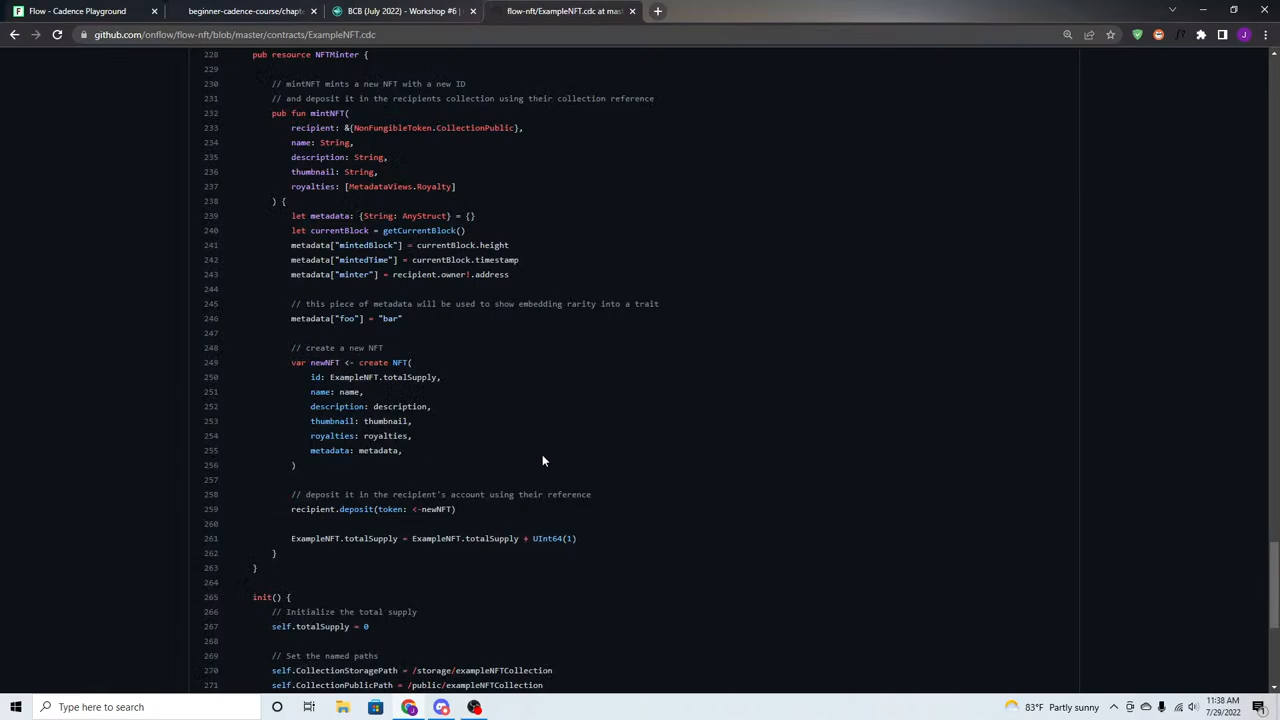 Flow - Cadence Playground
beginner-cadence-course/chapte
BCB (July 2022) - Workshop #6 |
flow-nft/ExampleNFT.cdc at mas
github.com/onflow/flow-nft/blob/master/contracts/ExampleNFT.cdc
228 pub resource NFTMinter {
229
230 // mintNFT mints a new NFT with a new ID
231 // and deposit it in the recipients collection using their collection reference
232 pub fun mintNFT(
233 recipient: &{NonFungibleToken.CollectionPublic},
234 name: String,
235 description: String,
236 thumbnail: String,
237 royalties: [MetadataViews.Royalty]
238 ) {
239 let metadata: {String: AnyStruct} = {}
240 let currentBlock = getCurrentBlock()
241 metadata["mintedBlock"] = currentBlock.height
242 metadata["mintedTime"] = currentBlock.timestamp
243 metadata["minter"] = recipient.owner!.address
244
245 // this piece of metadata will be used to show embedding rarity into a trait
246 metadata["foo"] = "bar"
247
248 // create a new NFT
249 var newNFT <- create NFT(
250 id: ExampleNFT.totalSupply,
251 name: name,
252 description: description,
253 thumbnail: thumbnail,
254 royalties: royalties,
255 metadata: metadata,
256 )
257
258 // deposit it in the recipient's account using their reference
259 recipient.deposit(token: <-newNFT)
260
261 ExampleNFT.totalSupply = ExampleNFT.totalSupply + UInt64(1)
262 }
263 }
264
265 init() {
266 // Initialize the total supply
267 self.totalSupply = 0
268
269 // Set the named paths
270 self.CollectionStoragePath = /storage/exampleNFTCollection
271 self.CollectionPublicPath = /public/exampleNFTCollection
Type here to search
83°F Partly sunny
11:38 AM
7/29/2022